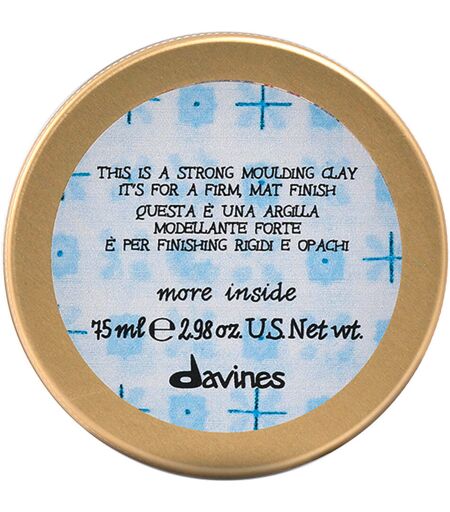 THIS IS A STRONG MOULDING CLAY
IT'S FOR A FIRM, MAT FINISH
QUESTA È UNA ARGILLA
MODELLANTE FORTE
È PER FINISHING RIGIDI E OPACHI
more inside
75 ml ℮ 2.98 oz. U.S. Net wt.
davines